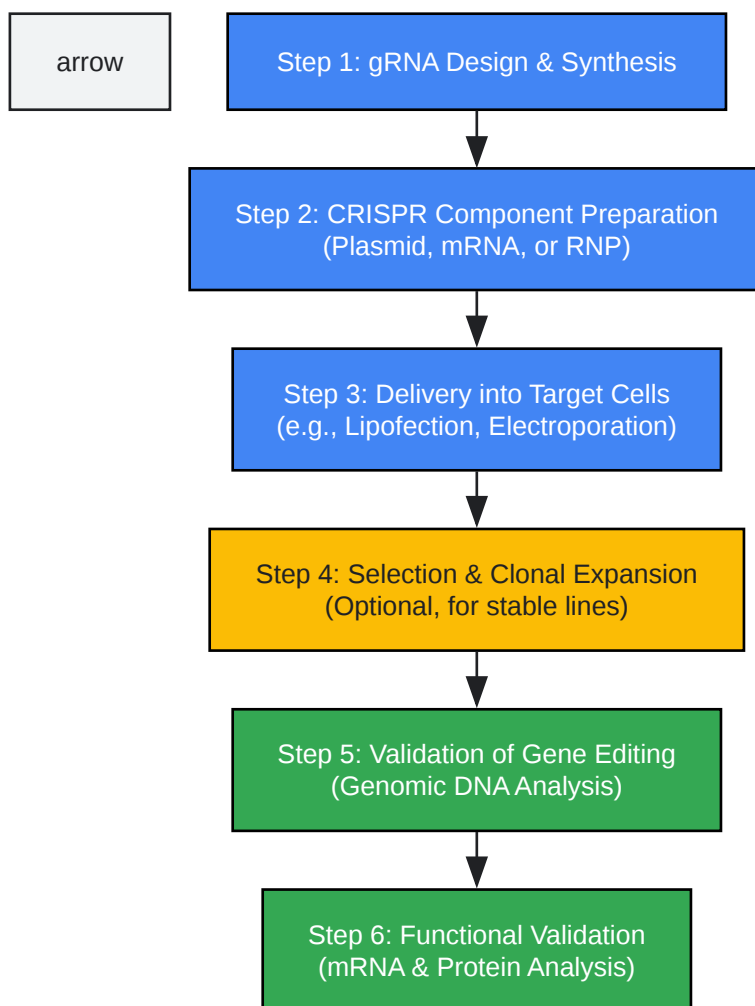 arrow
Step 1: gRNA Design & Synthesis
Step 2: CRISPR Component Preparation
(Plasmid, mRNA, or RNP)
Step 3: Delivery into Target Cells
(e.g., Lipofection, Electroporation)
Step 4: Selection & Clonal Expansion
(Optional, for stable lines)
Step 5: Validation of Gene Editing
(Genomic DNA Analysis)
Step 6: Functional Validation
(mRNA & Protein Analysis)